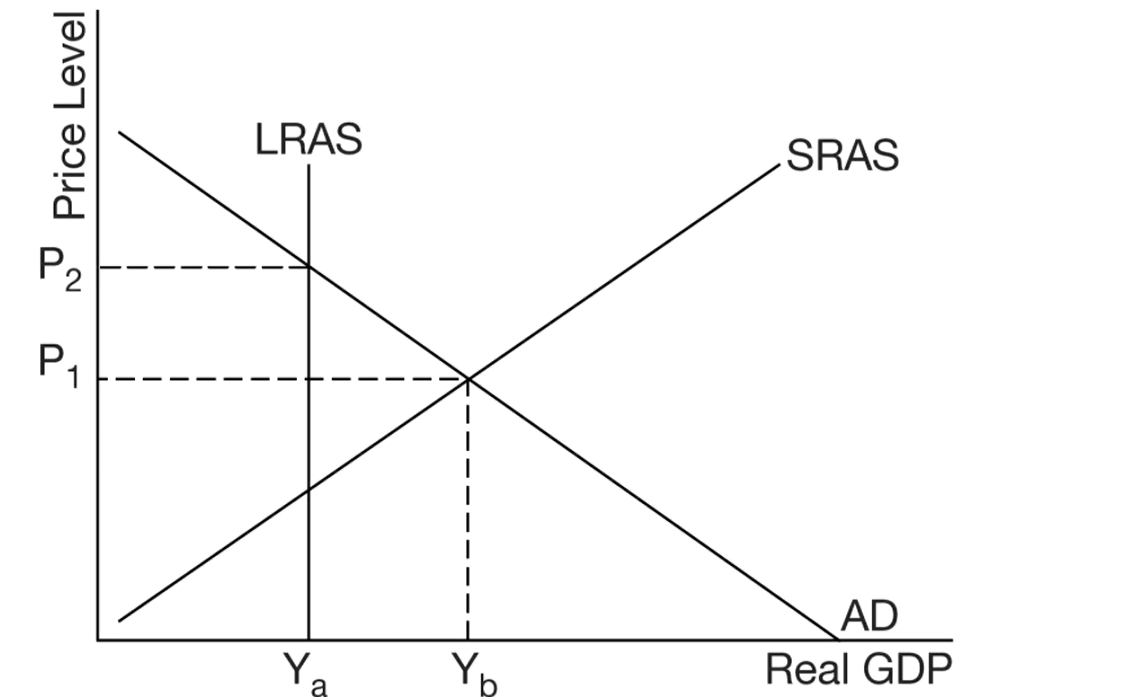 Price Level
LRAS
SRAS
P2
P1
AD
Ya
Yb
Real GDP